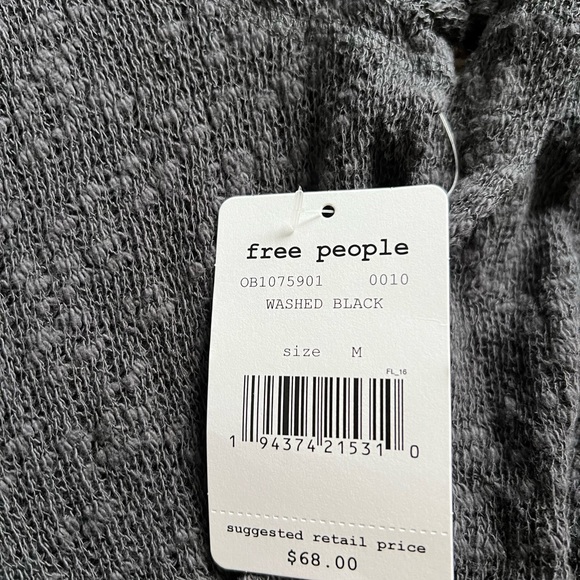 free people
OB1075901 0010
WASHED BLACK
size M
FL_16
1 94374 21531 0
suggested retail price
$68.00